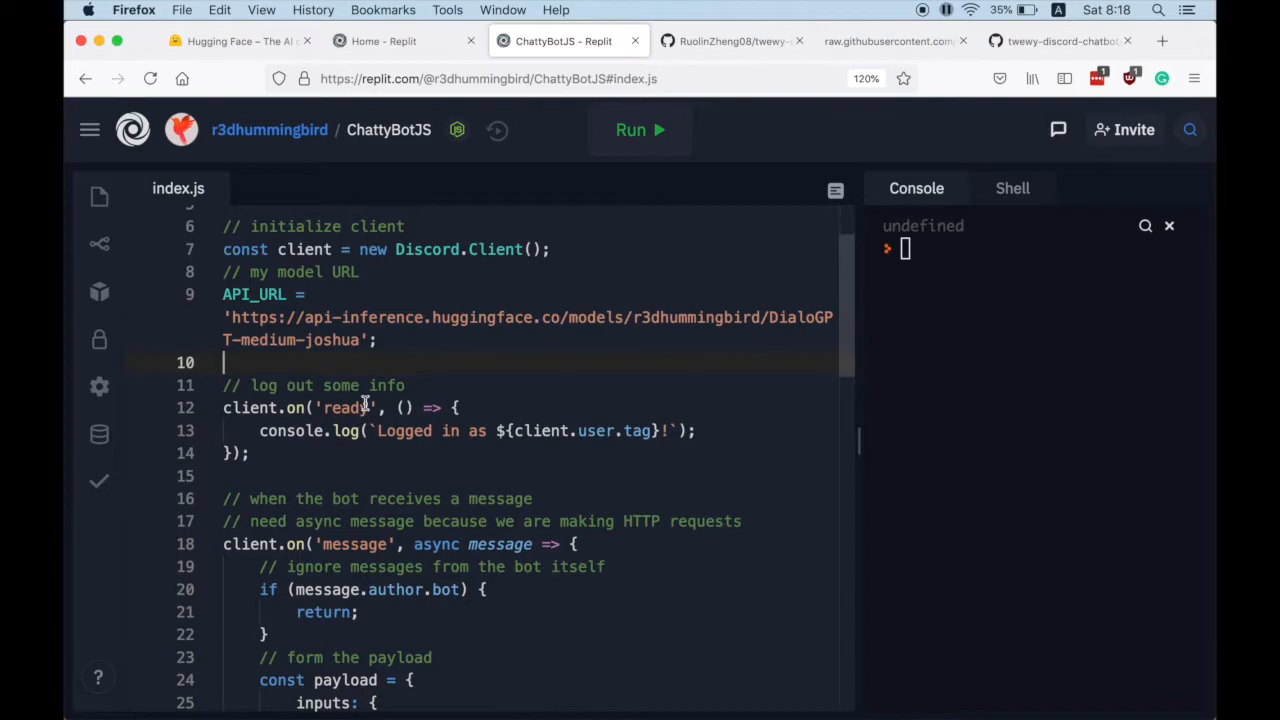 Firefox File Edit View History Bookmarks Tools Window Help 35% A Sat 8:18
Hugging Face – The AI c Home - Replit ChattyBotJS - Replit RuolinZheng08/twewy- raw.githubusercontent.com/ twewy-discord-chatbot
https://replit.com/@r3dhummingbird/ChattyBotJS#index.js 120% 1 1
r3dhummingbird / ChattyBotJS Run Invite
index.js Console Shell
undefined
6 // initialize client
7 const client = new Discord.Client();
8 // my model URL
9 API_URL =
'https://api-inference.huggingface.co/models/r3dhummingbird/DialoGP
T-medium-joshua';
10
11 // log out some info
12 client.on('ready', () => {
13 console.log(`Logged in as ${client.user.tag}!`);
14 });
15
16 // when the bot receives a message
17 // need async message because we are making HTTP requests
18 client.on('message', async message => {
19 // ignore messages from the bot itself
20 if (message.author.bot) {
21 return;
22 }
23 // form the payload
24 const payload = {
25 inputs: {
?